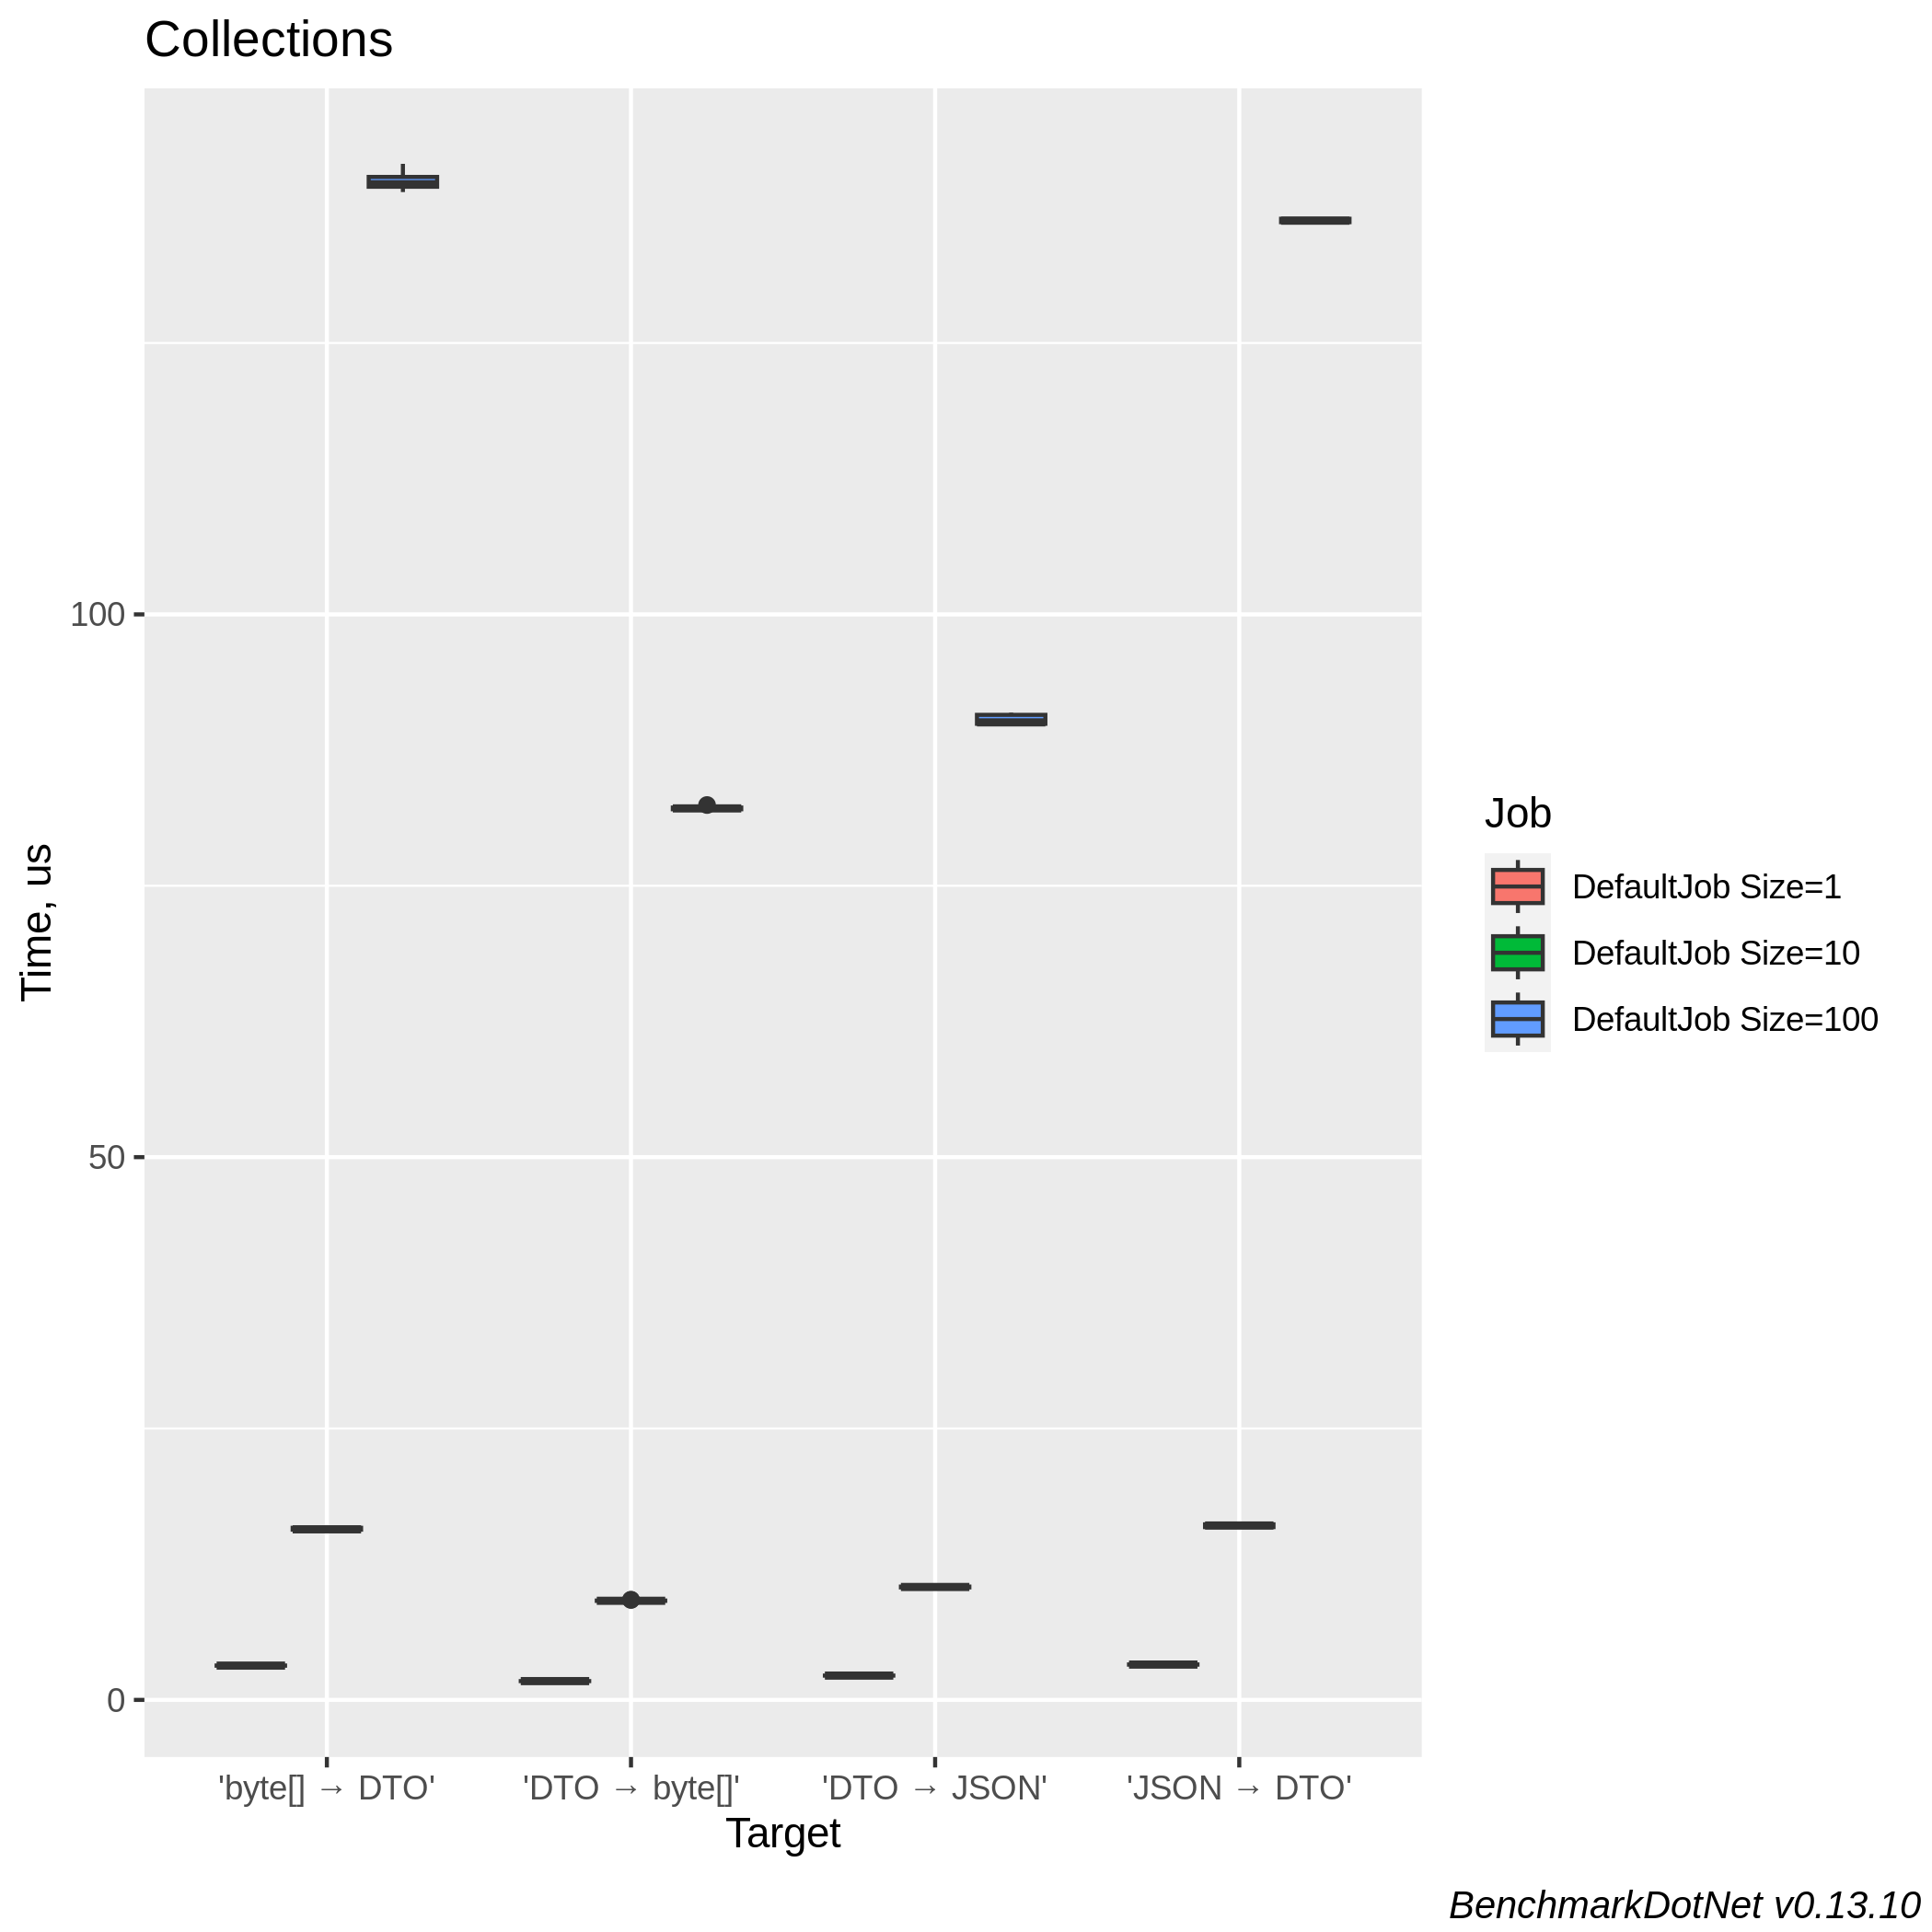 Collections
100
50
0
Time, us
'byte[] → DTO'
'DTO → byte[]'
'DTO → JSON'
'JSON → DTO'
Target
Job
DefaultJob Size=1
DefaultJob Size=10
DefaultJob Size=100
BenchmarkDotNet v0.13.10